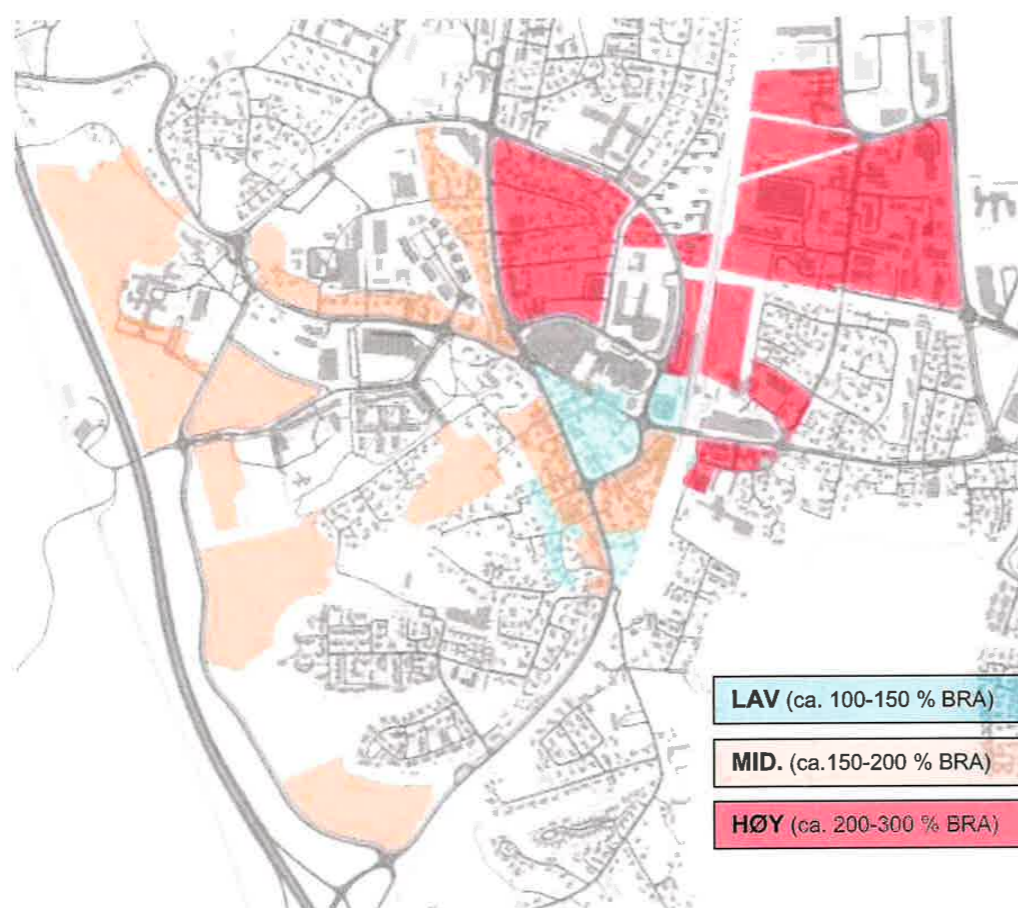 LAV (ca. 100-150 % BRA)
MID. (ca.150-200 % BRA)
HØY (ca. 200-300 % BRA)